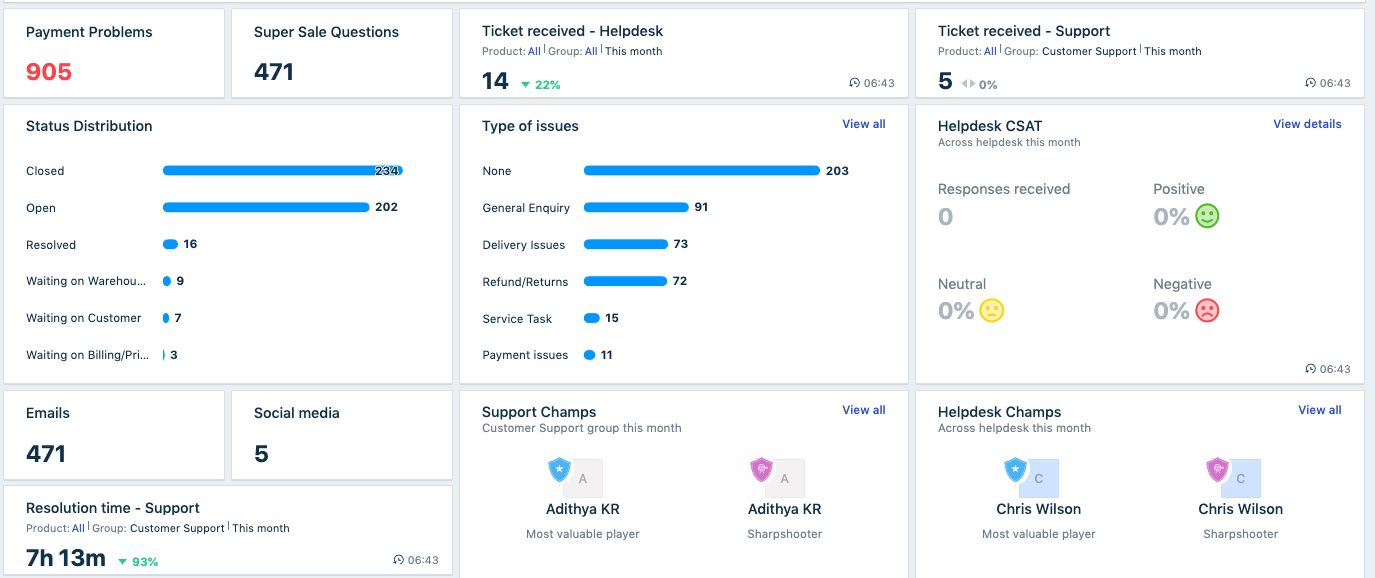 Payment Problems
905
Super Sale Questions
471
Ticket received - Helpdesk
Product: All | Group: All | This month
14 22%
06:43
Ticket received - Support
Product: All | Group: Customer Support | This month
5 0%
06:43
Status Distribution
Closed 234
Open 202
Resolved 16
Waiting on Warehou... 9
Waiting on Customer 7
Waiting on Billing/Pri... 3
Type of issues
View all
None 203
General Enquiry 91
Delivery Issues 73
Refund/Returns 72
Service Task 15
Payment issues 11
Helpdesk CSAT
View details
Across helpdesk this month
Responses received
0
Positive
0%
Neutral
0%
Negative
0%
06:43
Emails
471
Social media
5
Resolution time - Support
Product: All | Group: Customer Support | This month
7h 13m 93%
06:43
Support Champs
View all
Customer Support group this month
A
Adithya KR
Most valuable player
A
Adithya KR
Sharpshooter
Helpdesk Champs
View all
Across helpdesk this month
C
Chris Wilson
Most valuable player
C
Chris Wilson
Sharpshooter